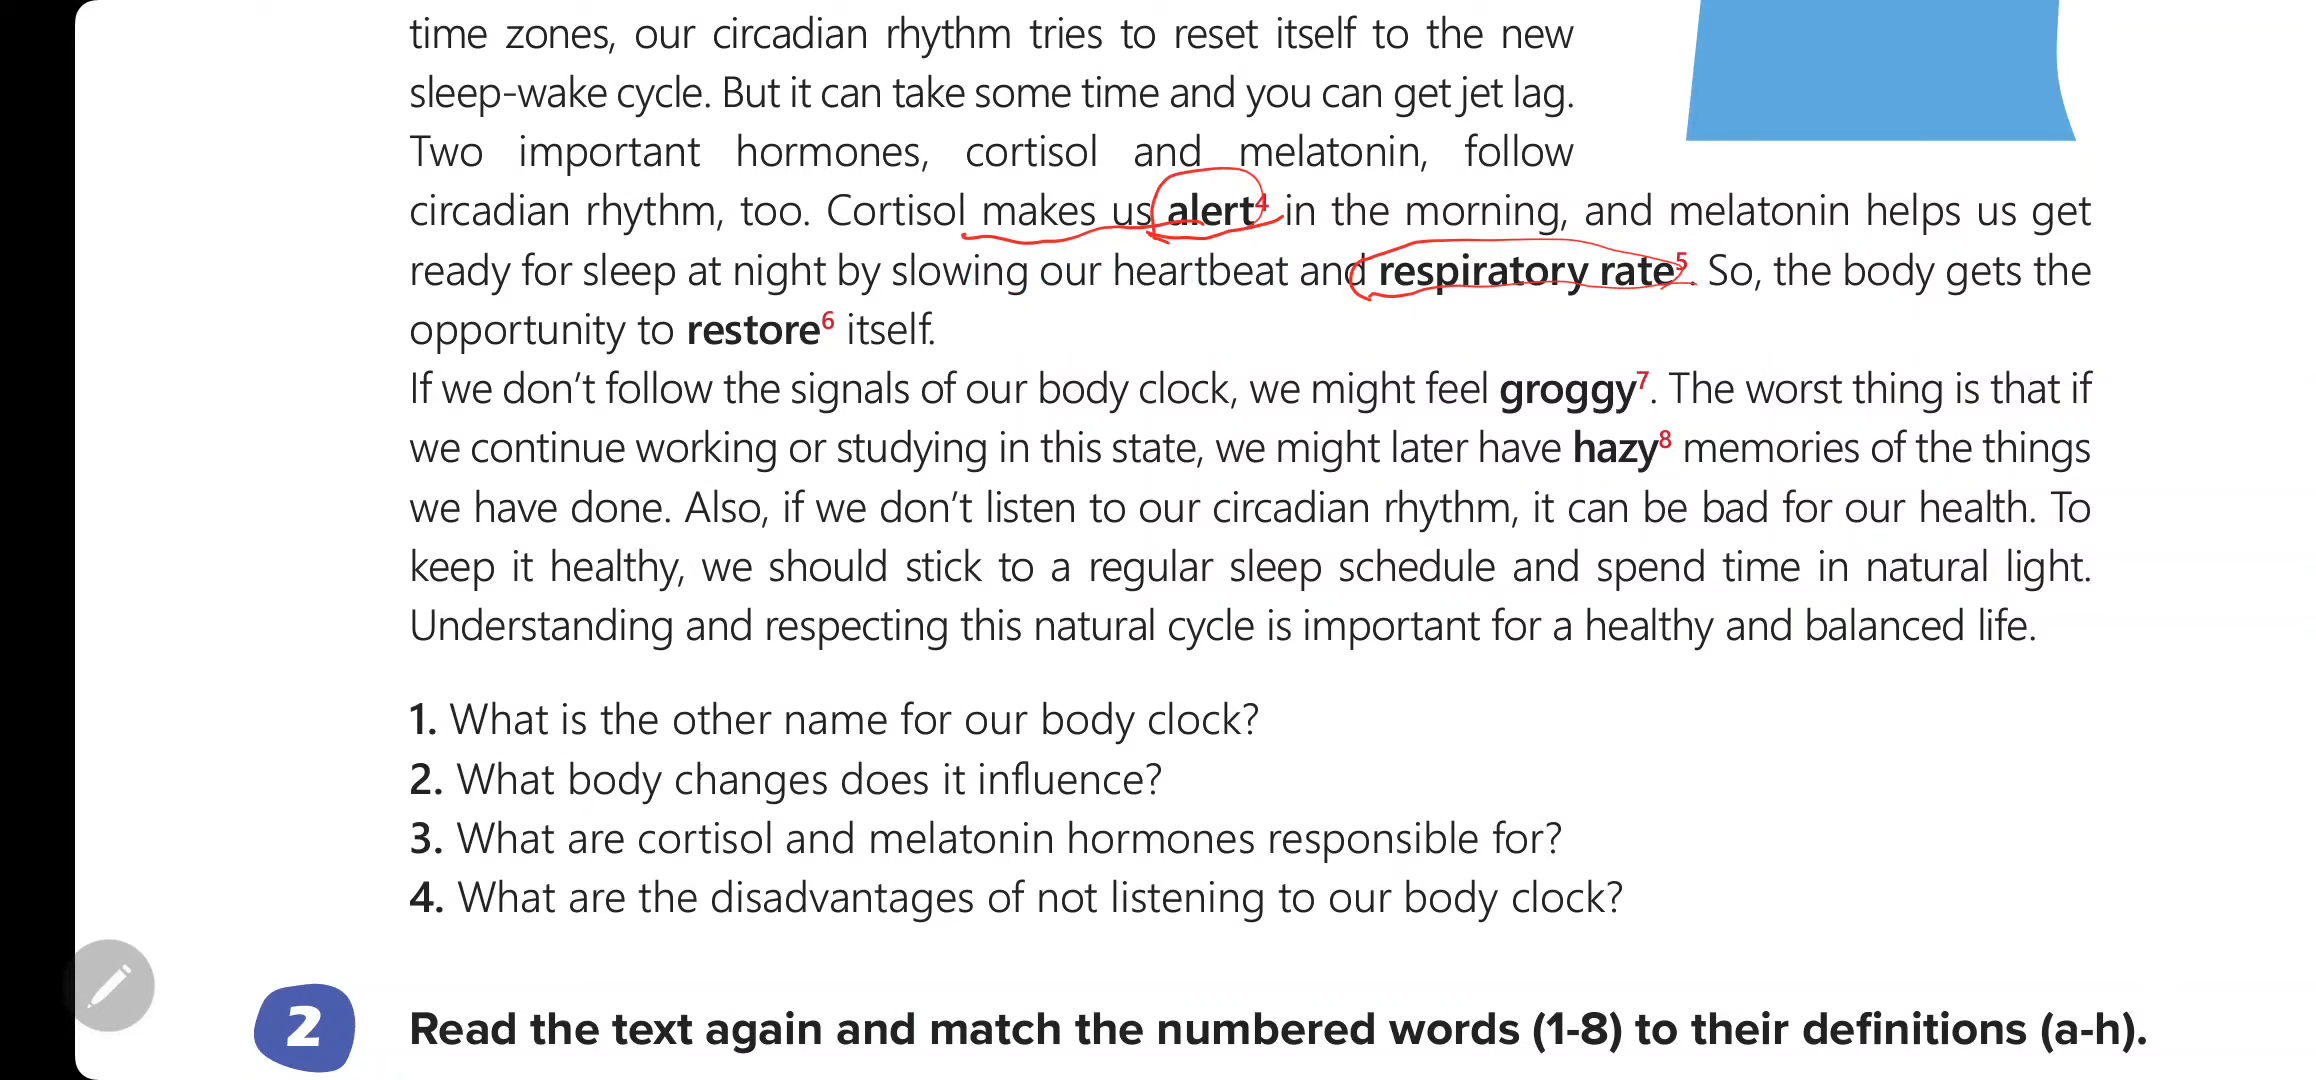 time zones, our circadian rhythm tries to reset itself to the new
sleep-wake cycle. But it can take some time and you can get jet lag.
Two important hormones, cortisol and melatonin, follow
circadian rhythm, too. Cortisol makes us alert4 in the morning, and melatonin helps us get
ready for sleep at night by slowing our heartbeat and respiratory rate5. So, the body gets the
opportunity to restore6 itself.
If we don’t follow the signals of our body clock, we might feel groggy7. The worst thing is that if
we continue working or studying in this state, we might later have hazy8 memories of the things
we have done. Also, if we don’t listen to our circadian rhythm, it can be bad for our health. To
keep it healthy, we should stick to a regular sleep schedule and spend time in natural light.
Understanding and respecting this natural cycle is important for a healthy and balanced life.
1. What is the other name for our body clock?
2. What body changes does it influence?
3. What are cortisol and melatonin hormones responsible for?
4. What are the disadvantages of not listening to our body clock?
2 Read the text again and match the numbered words (1-8) to their definitions (a-h).